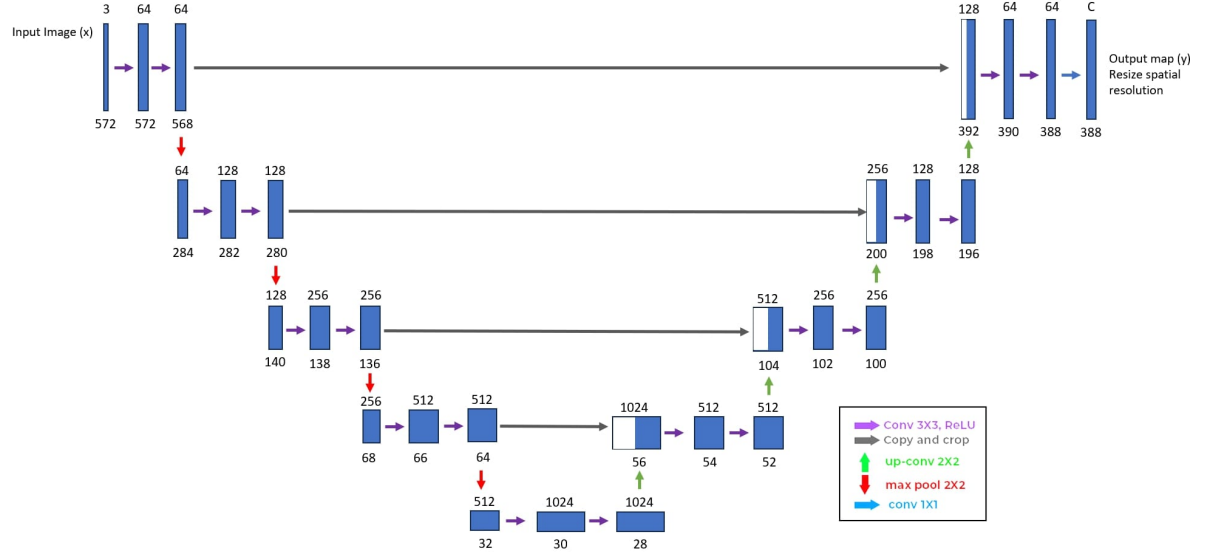 3 64 64
128 64 64 C
Input Image (x)
Output map (y)
Resize spatial
resolution
572 572 568
392 390 388 388
64 128 128
256 128 128
284 282 280
200 198 196
128 256 256
512 256 256
140 138 136
104 102 100
256 512 512
1024 512 512
68 66 64
56 54 52
512 1024 1024
32 30 28
Conv 3X3, ReLU
Copy and crop
up-conv 2X2
max pool 2X2
conv 1X1